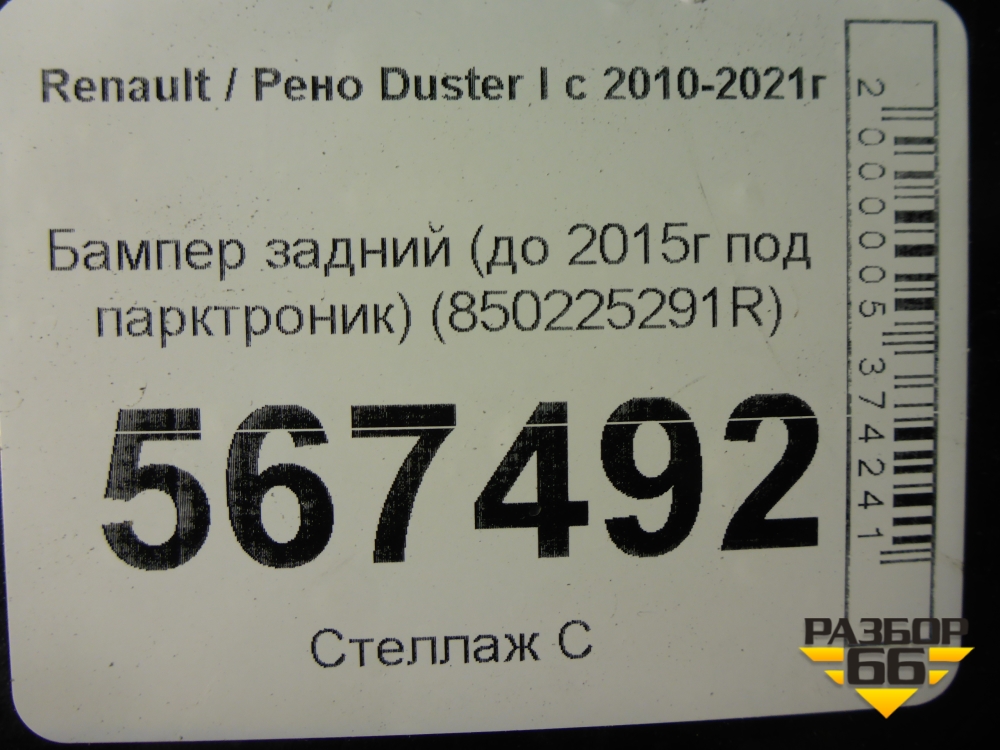 Renault / Рено Duster I с 2010-2021г
Бампер задний (до 2015г под
парктроник) (850225291R)
567492
Стеллаж С
2000005374241
РАЗБОР
66